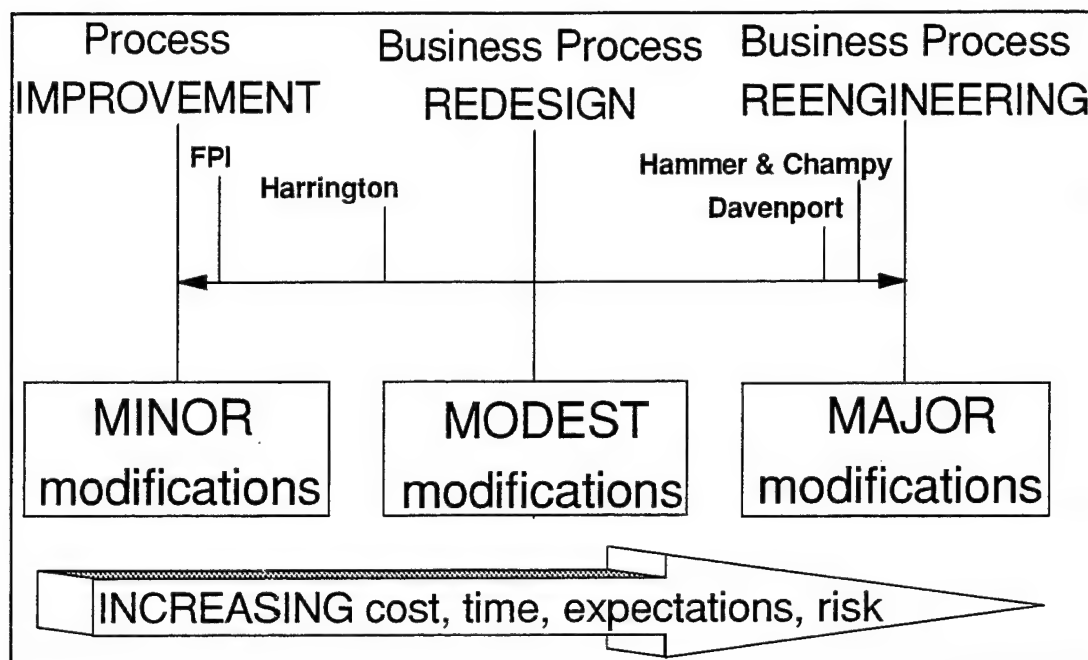 Process
IMPROVEMENT
Business Process
REDESIGN
Business Process
REENGINEERING
FPI
Harrington
Hammer & Champy
Davenport
MINOR
modifications
MODEST
modifications
MAJOR
modifications
INCREASING cost, time, expectations, risk